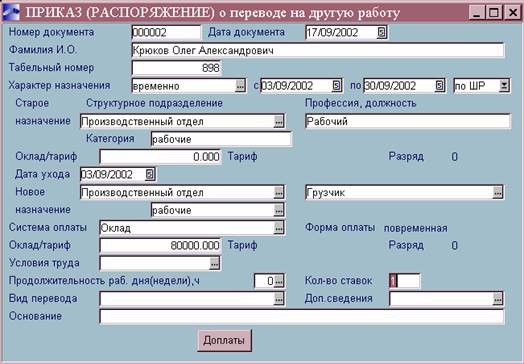 ПРИКАЗ (РАСПОРЯЖЕНИЕ) о переводе на другую работу
Номер документа 000002 Дата документа 17/09/2002
Фамилия И.О. Крюков Олег Александрович
Табельный номер 898
Характер назначения временно ... с 03/09/2002 по 30/09/2002 по ШР
Старое Структурное подразделение Профессия, должность
назначение Производственный отдел ... Рабочий
Категория рабочие
Оклад/тариф 0.000 Тариф Разряд 0
Дата ухода 03/09/2002
Новое Производственный отдел ... Грузчик ...
назначение рабочие ...
Система оплаты Оклад ... Форма оплаты повременная
Оклад/тариф 80000.000 Тариф Разряд 0
Условия труда ...
Продолжительность раб. дня(недели),ч 0 ... Кол-во ставок 1
Вид перевода ... Доп.сведения ...
Основание
Доплаты